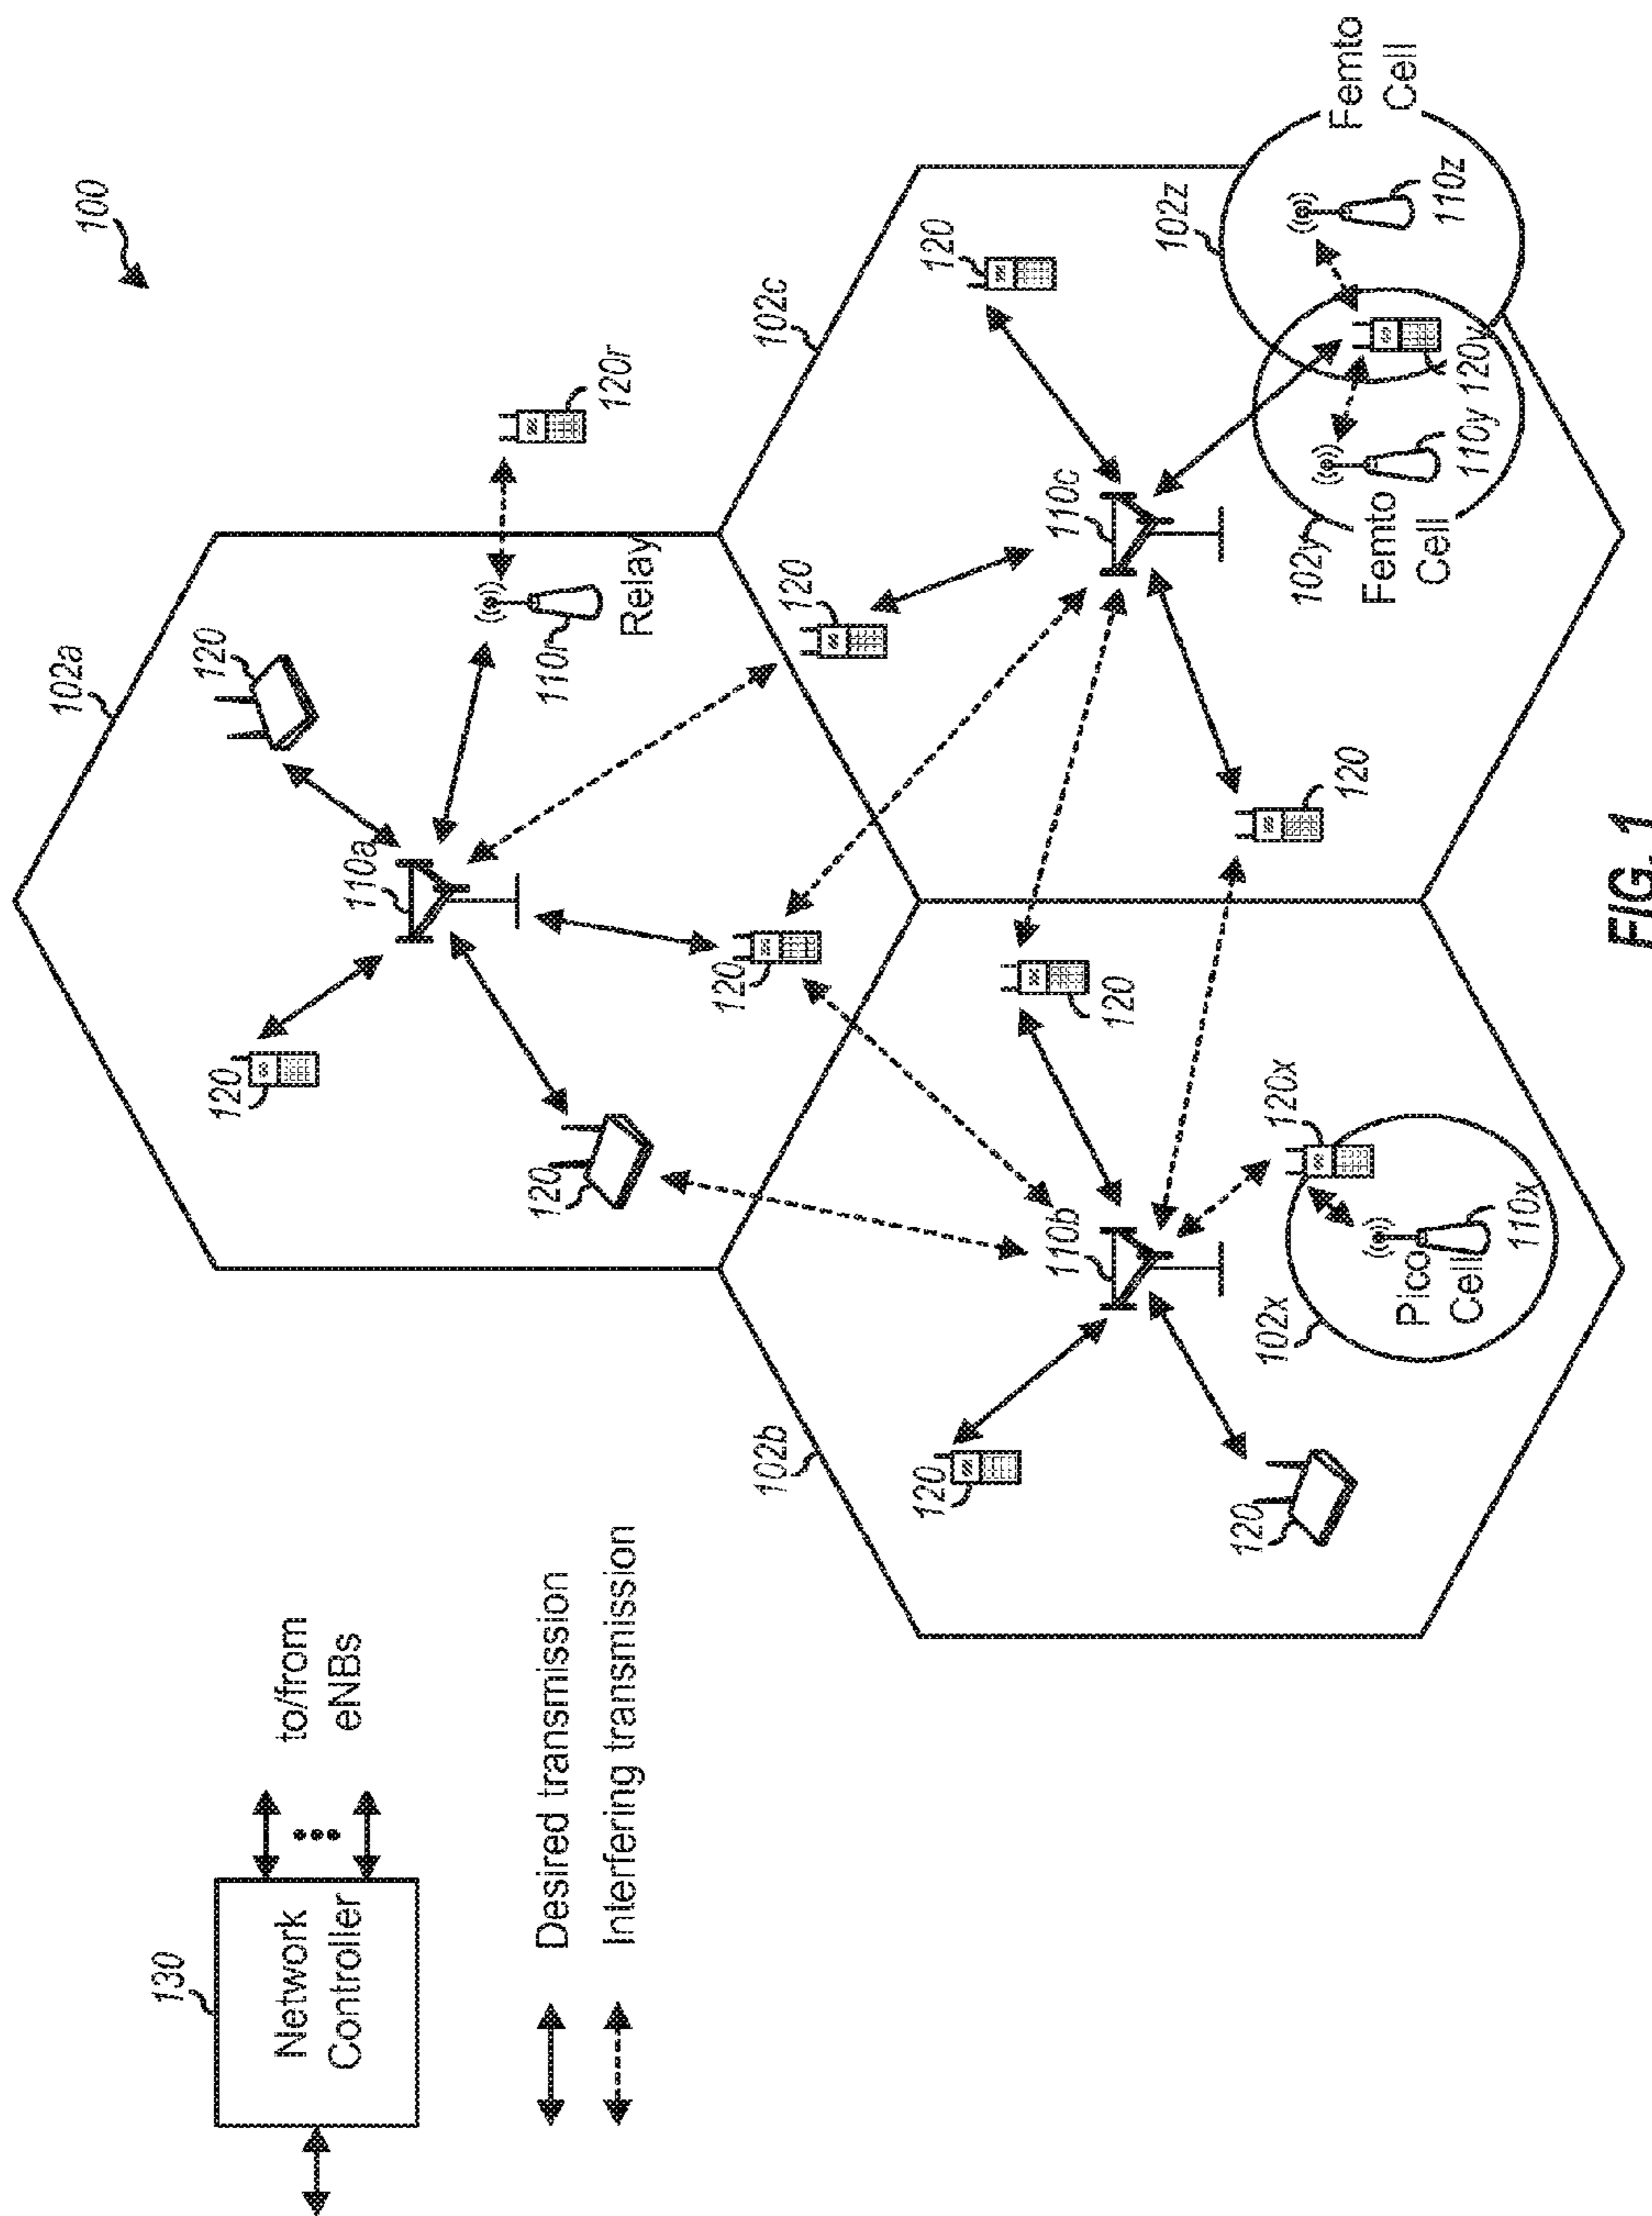 100
102a
130
120
120
Network
Controller
to/from
eNBs
110a
Desired transmission
120
110r
120r
Interfering transmission
Relay
120
102b
102c
120
120
120
110b
110c
120
102z
120
102x
120x
102y
120
Femto
Cell
Pico
Cell
Femto
Cell
110z
110y
120y
110x
FIG. 1